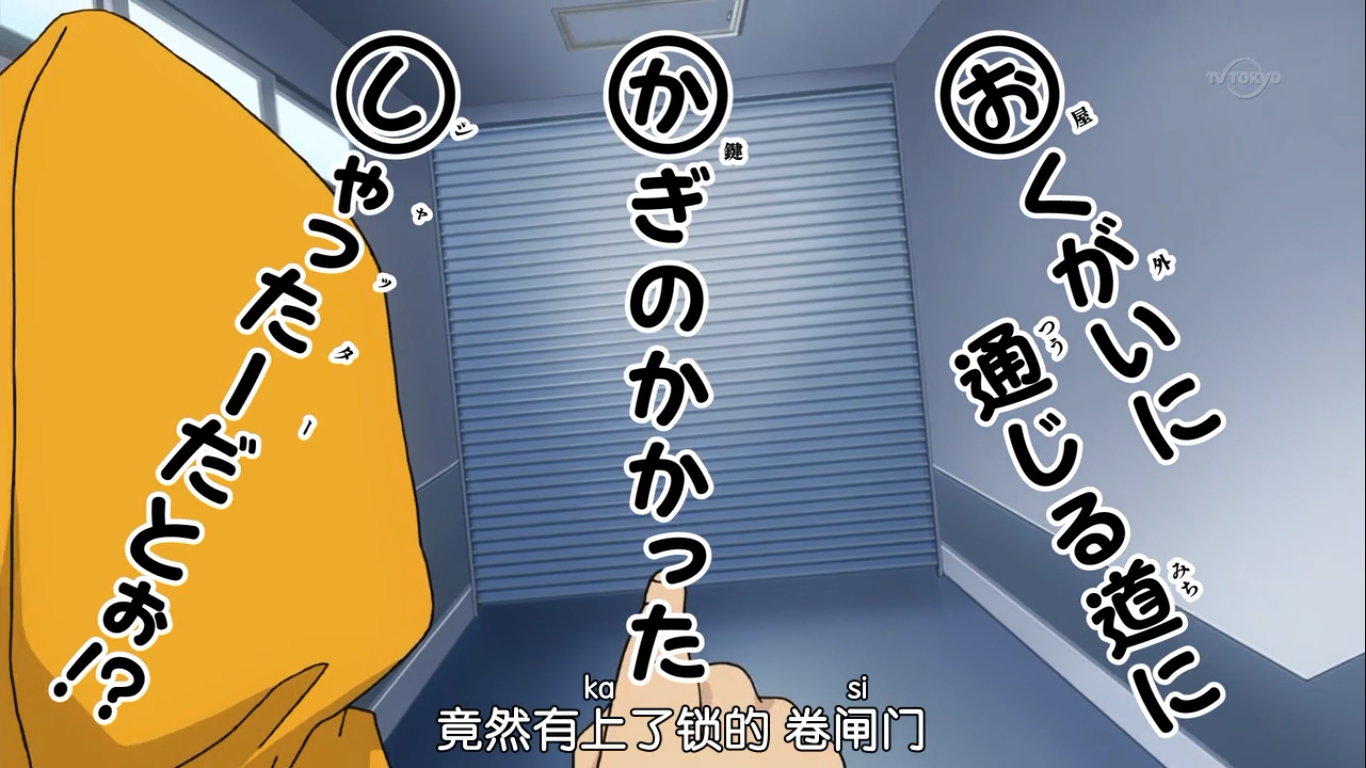 おくがいに
屋外
通じる道に
つう
みち
かぎのかかった
鍵
しゃったーだとぉ!?
シャッター
TV TOKYO
ka si
竟然有上了锁的 卷闸门